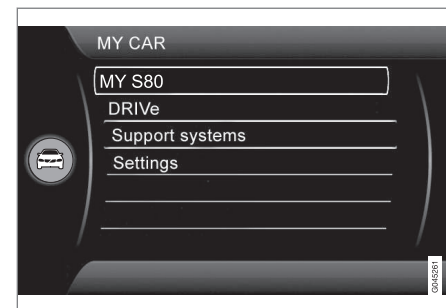 MY CAR
MY S80
DRIVe
Support systems
Settings
G045261